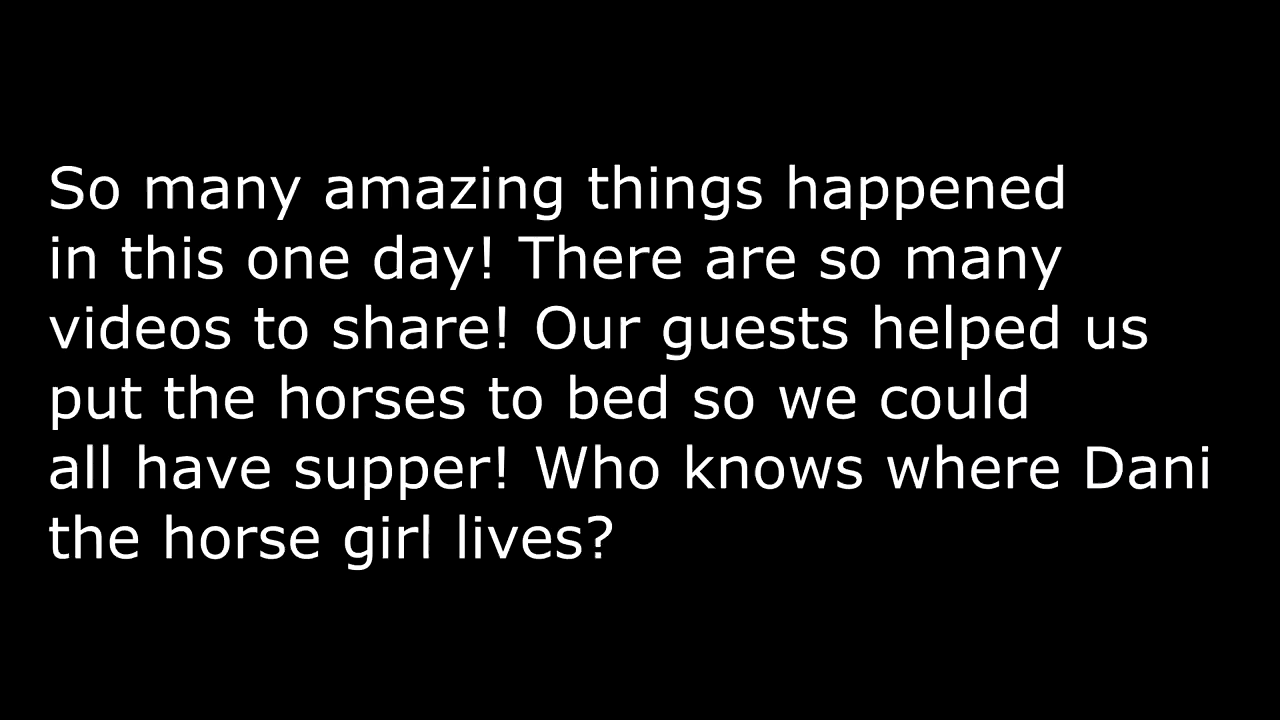 So many amazing things happened
in this one day! There are so many
videos to share! Our guests helped us
put the horses to bed so we could
all have supper! Who knows where Dani
the horse girl lives?